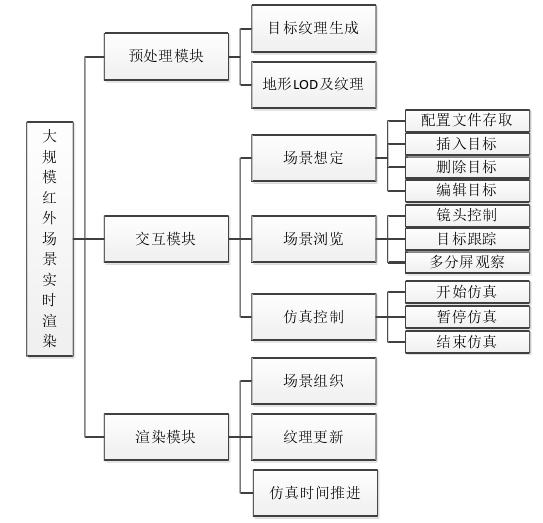 大规模红外场景实时渲染
预处理模块
目标纹理生成
地形LOD及纹理
交互模块
场景想定
配置文件存取
插入目标
删除目标
编辑目标
场景浏览
镜头控制
目标跟踪
多分屏观察
仿真控制
开始仿真
暂停仿真
结束仿真
渲染模块
场景组织
纹理更新
仿真时间推进